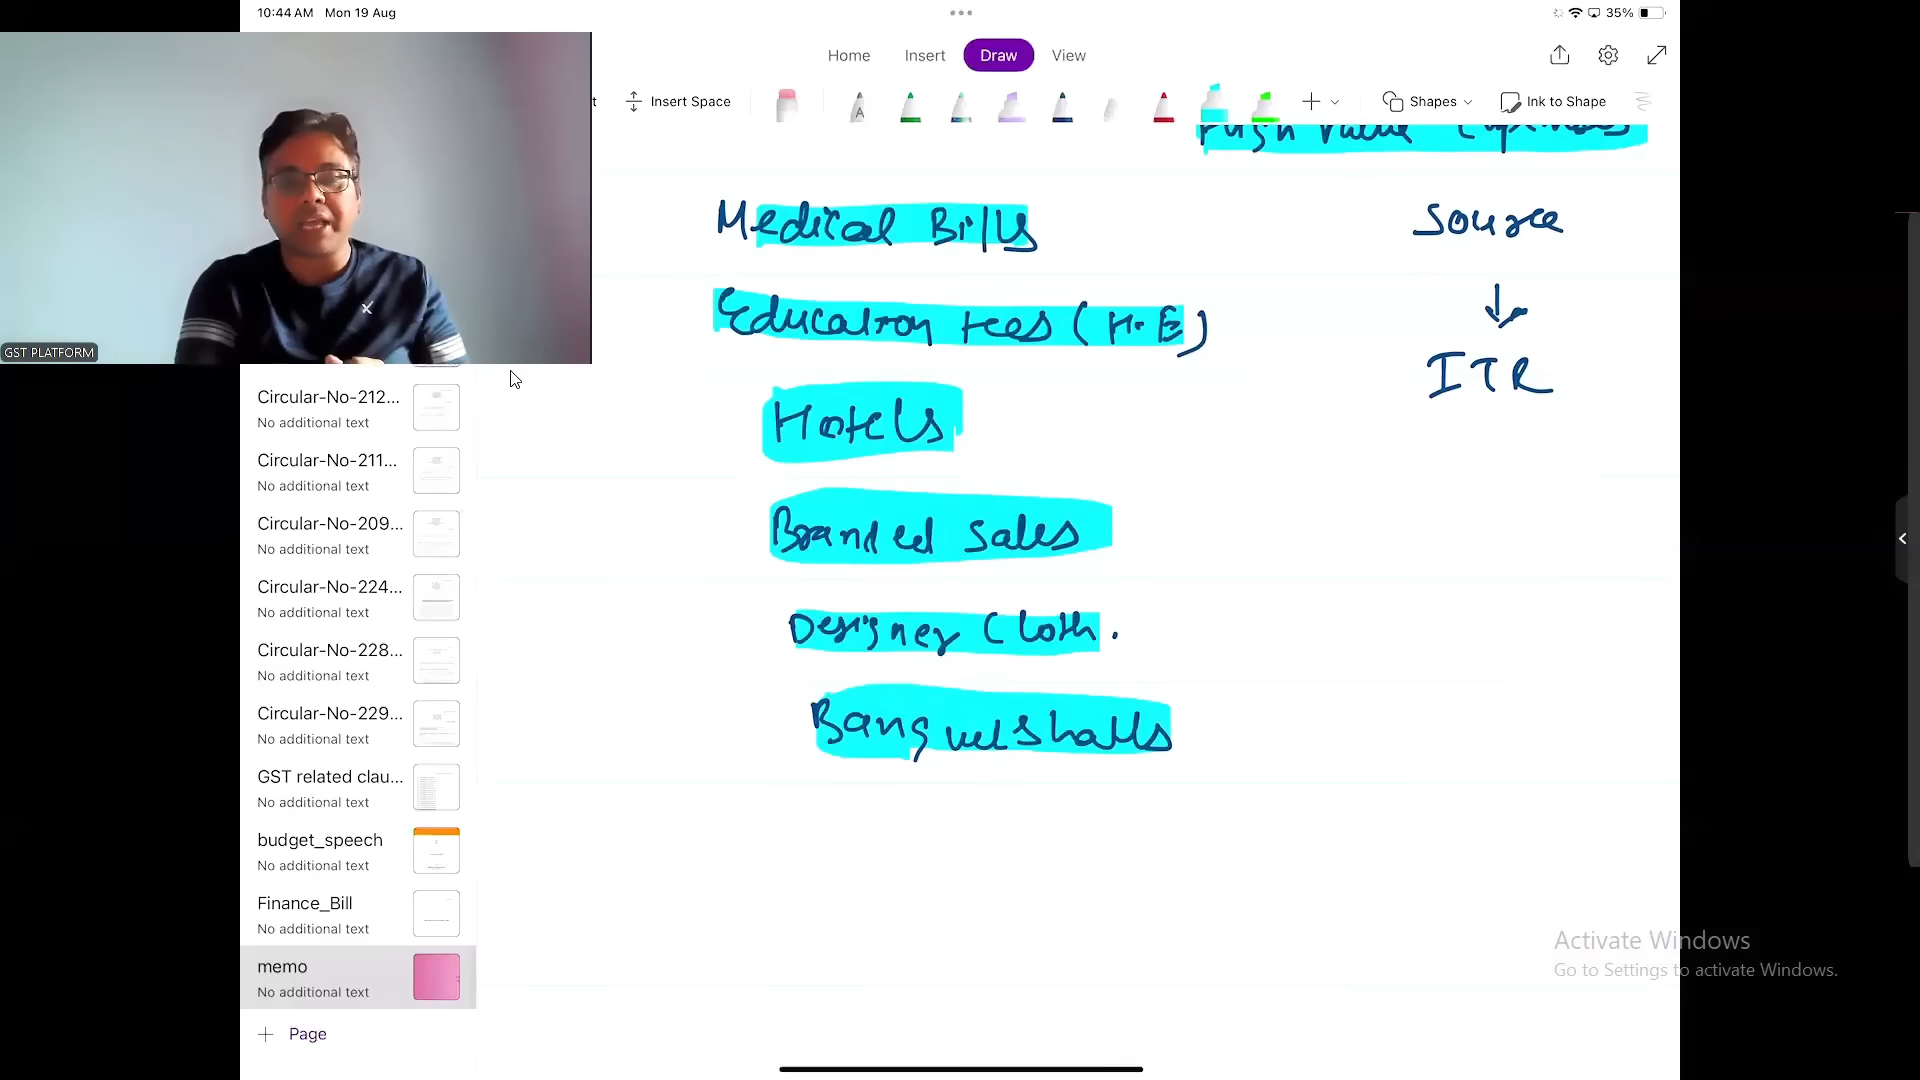 10:44 AM Mon 19 Aug
35%
Home Insert Draw View
t Insert Space
A
Shapes
Ink to Shape
High Value Expenses
Medical Bills
Source
Education fees (H.E)
ITR
Hotels
Branded Sales
Designer Cloth.
Banquets halls
GST PLATFORM
Circular-No-212...
No additional text
Circular-No-211...
No additional text
Circular-No-209...
No additional text
Circular-No-224...
No additional text
Circular-No-228...
No additional text
Circular-No-229...
No additional text
GST related clau...
No additional text
budget_speech
No additional text
Finance_Bill
No additional text
memo
No additional text
Page
Activate Windows
Go to Settings to activate Windows.